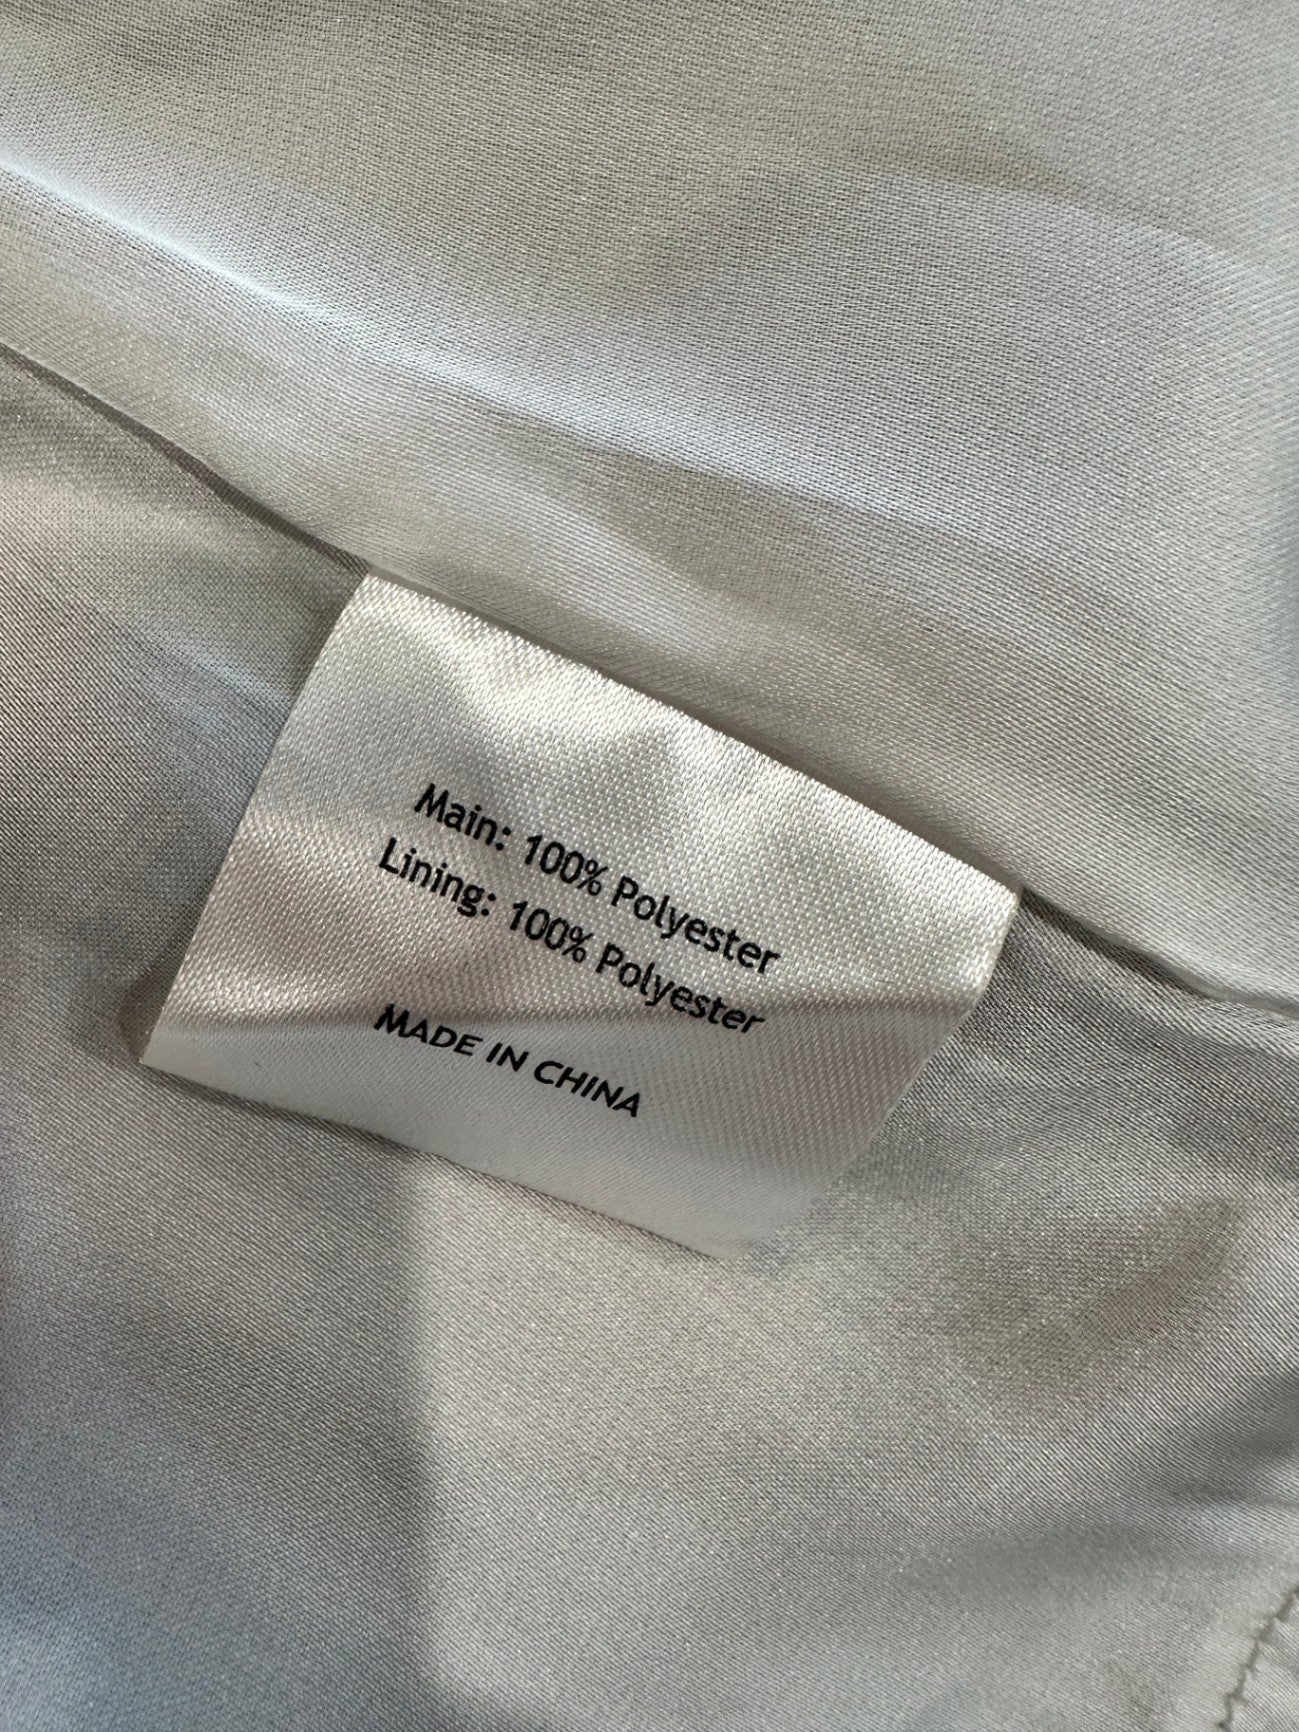 Main: 100% Polyester
Lining: 100% Polyester
MADE IN CHINA